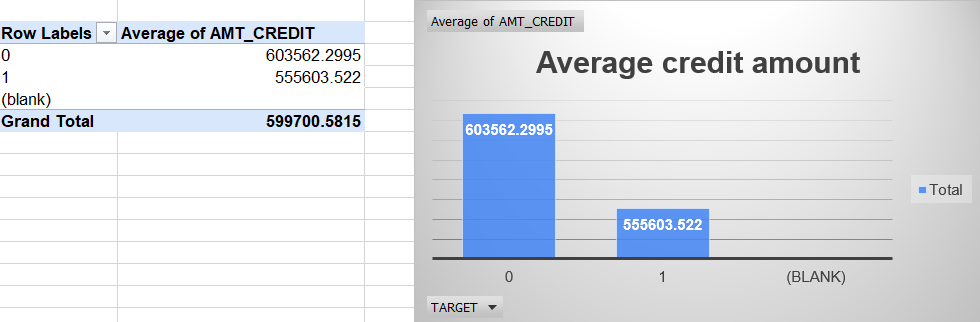 Row Labels Average of AMT_CREDIT
0 603562.2995
1 555603.522
(blank)
Grand Total 599700.5815
Average of AMT_CREDIT
Average credit amount
603562.2995
555603.522
Total
0 1 (BLANK)
TARGET